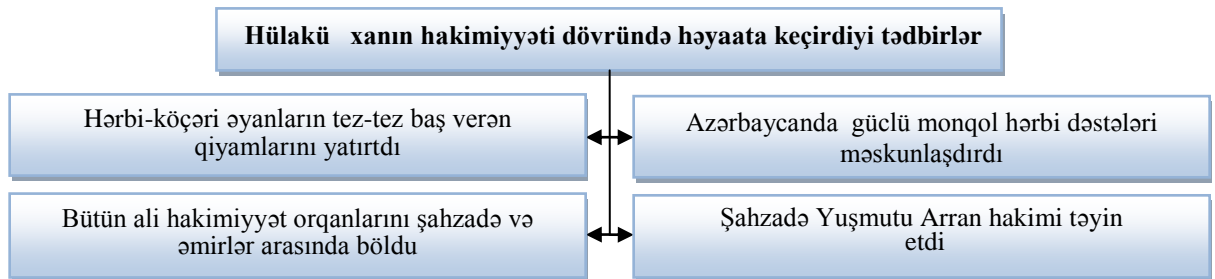 Hülakü xanın hakimiyyəti dövründə həyaata keçirdiyi tədbirlər
Hərbi-köçəri əyanların tez-tez baş verən
qiyamlarını yatırtdı
Azərbaycanda güclü monqol hərbi dəstələri
məskunlaşdırdı
Bütün ali hakimiyyət orqanlarını şahzadə və
əmirlər arasında böldu
Şahzadə Yuşmutu Arran hakimi təyin
etdi